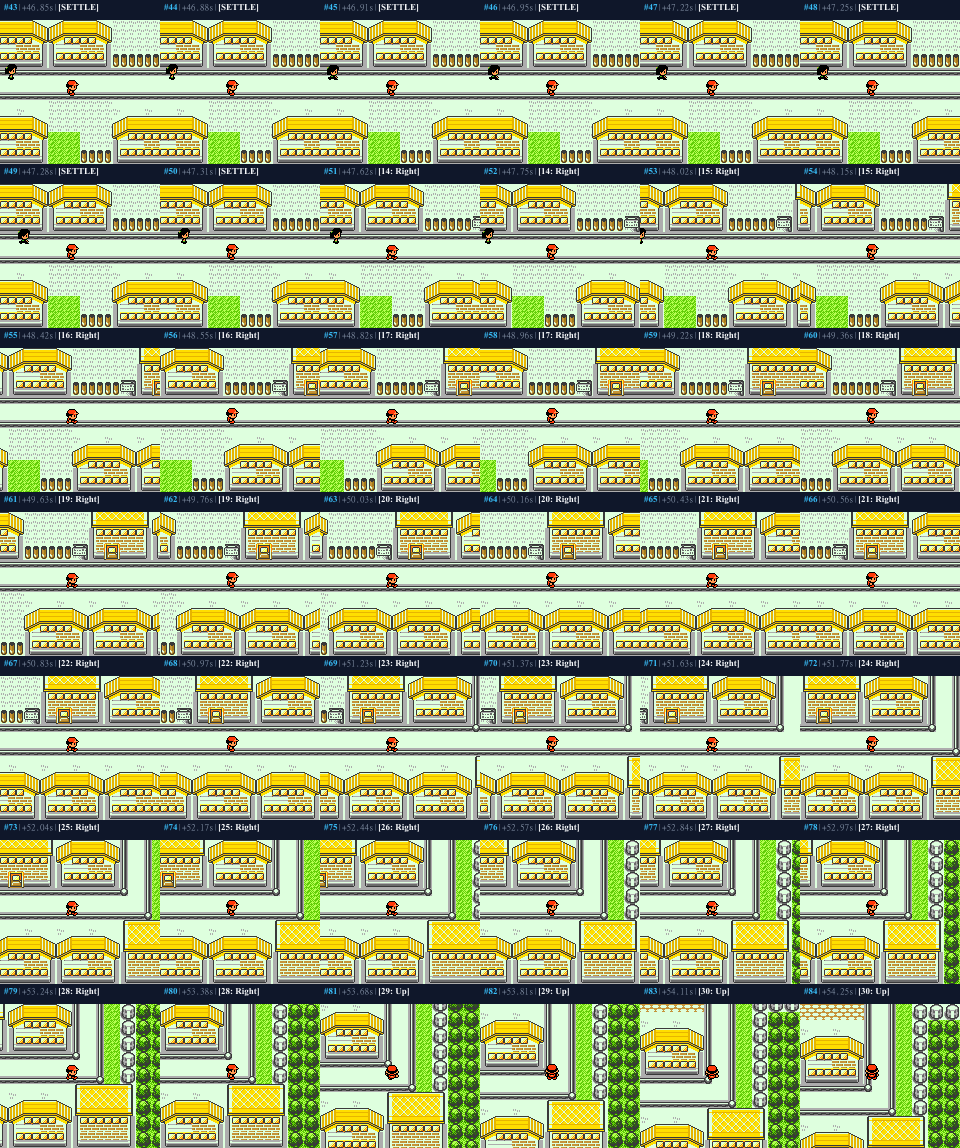 #43|+46.85s|[SETTLE] #44|+46.88s|[SETTLE] #45|+46.91s|[SETTLE] #46|+46.95s|[SETTLE] #47|+47.22s|[SETTLE] #48|+47.25s|[SETTLE]
#49|+47.28s|[SETTLE] #50|+47.31s|[SETTLE] #51|+47.62s|[14: Right] #52|+47.75s|[14: Right] #53|+48.02s|[15: Right] #54|+48.15s|[15: Right]
#55|+48.42s|[16: Right] #56|+48.55s|[16: Right] #57|+48.82s|[17: Right] #58|+48.96s|[17: Right] #59|+49.22s|[18: Right] #60|+49.36s|[18: Right]
#61|+49.63s|[19: Right] #62|+49.76s|[19: Right] #63|+50.03s|[20: Right] #64|+50.16s|[20: Right] #65|+50.43s|[21: Right] #66|+50.56s|[21: Right]
#67|+50.83s|[22: Right] #68|+50.97s|[22: Right] #69|+51.23s|[23: Right] #70|+51.37s|[23: Right] #71|+51.63s|[24: Right] #72|+51.77s|[24: Right]
#73|+52.04s|[25: Right] #74|+52.17s|[25: Right] #75|+52.44s|[26: Right] #76|+52.57s|[26: Right] #77|+52.84s|[27: Right] #78|+52.97s|[27: Right]
#79|+53.24s|[28: Right] #80|+53.38s|[28: Right] #81|+53.68s|[29: Up] #82|+53.81s|[29: Up] #83|+54.11s|[30: Up] #84|+54.25s|[30: Up]